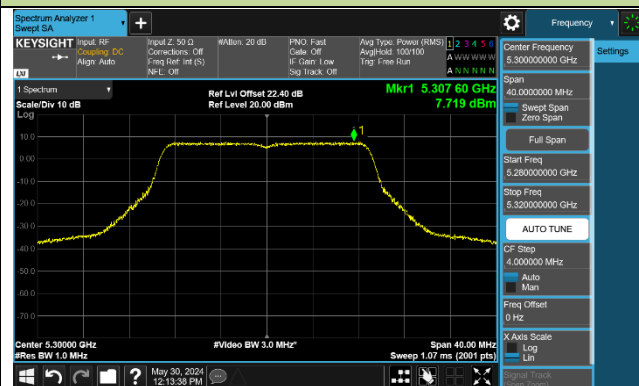 Spectrum Analyzer 1
Swept SA
+
Frequency
KEYSIGHT
Input: RF
Coupling: DC
Align: Auto
Input Z: 50 Ω
Corrections: Off
Freq Ref: Int (S)
NFE: Off
#Atten: 20 dB
PNO: Fast
Gate: Off
IF Gain: Low
Sig Track: Off
Avg Type: Power (RMS)
Avg|Hold: 100/100
Trig: Free Run
1 2 3 4 5 6
A W W W W W
A N N N N N
LXI
1 Spectrum
Scale/Div 10 dB
Log
Ref Lvl Offset 22.40 dB
Ref Level 20.00 dBm
Mkr1 5.307 60 GHz
7.719 dBm
1
10.0
0.00
-10.0
-20.0
-30.0
-40.0
-50.0
-60.0
-70.0
Center 5.30000 GHz
#Res BW 1.0 MHz
#Video BW 3.0 MHz*
Span 40.00 MHz
Sweep 1.07 ms (2001 pts)
May 30, 2024
12:13:38 PM
Center Frequency
5.300000000 GHz
Settings
Span
40.0000000 MHz
Swept Span
Zero Span
Full Span
Start Freq
5.280000000 GHz
Stop Freq
5.320000000 GHz
AUTO TUNE
CF Step
4.000000 MHz
Auto
Man
Freq Offset
0 Hz
X Axis Scale
Log
Lin
Signal Track
(Span Zoom)